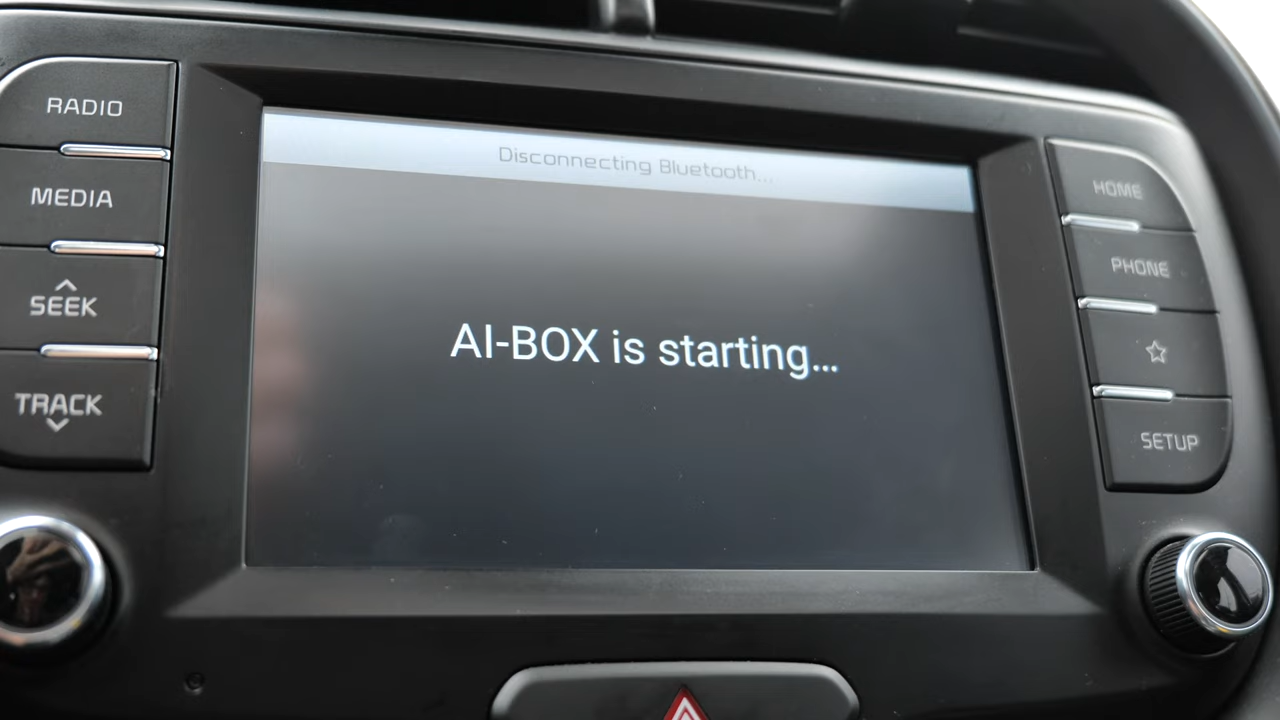 RADIO
MEDIA
SEEK
TRACK
Disconnecting Bluetooth...
AI-BOX is starting...
HOME
PHONE
SETUP